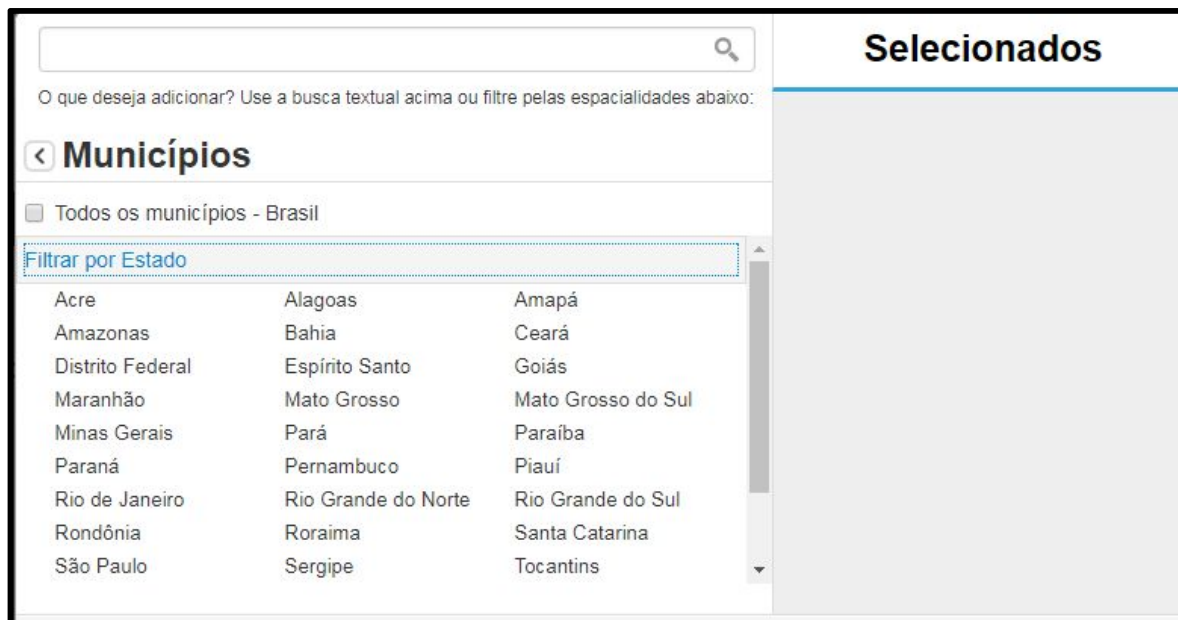 Selecionados
O que deseja adicionar? Use a busca textual acima ou filtre pelas espacialidades abaixo:
Municípios
Todos os municípios - Brasil
Filtrar por Estado
Acre Alagoas Amapá
Amazonas Bahia Ceará
Distrito Federal Espírito Santo Goiás
Maranhão Mato Grosso Mato Grosso do Sul
Minas Gerais Pará Paraíba
Paraná Pernambuco Piauí
Rio de Janeiro Rio Grande do Norte Rio Grande do Sul
Rondônia Roraima Santa Catarina
São Paulo Sergipe Tocantins